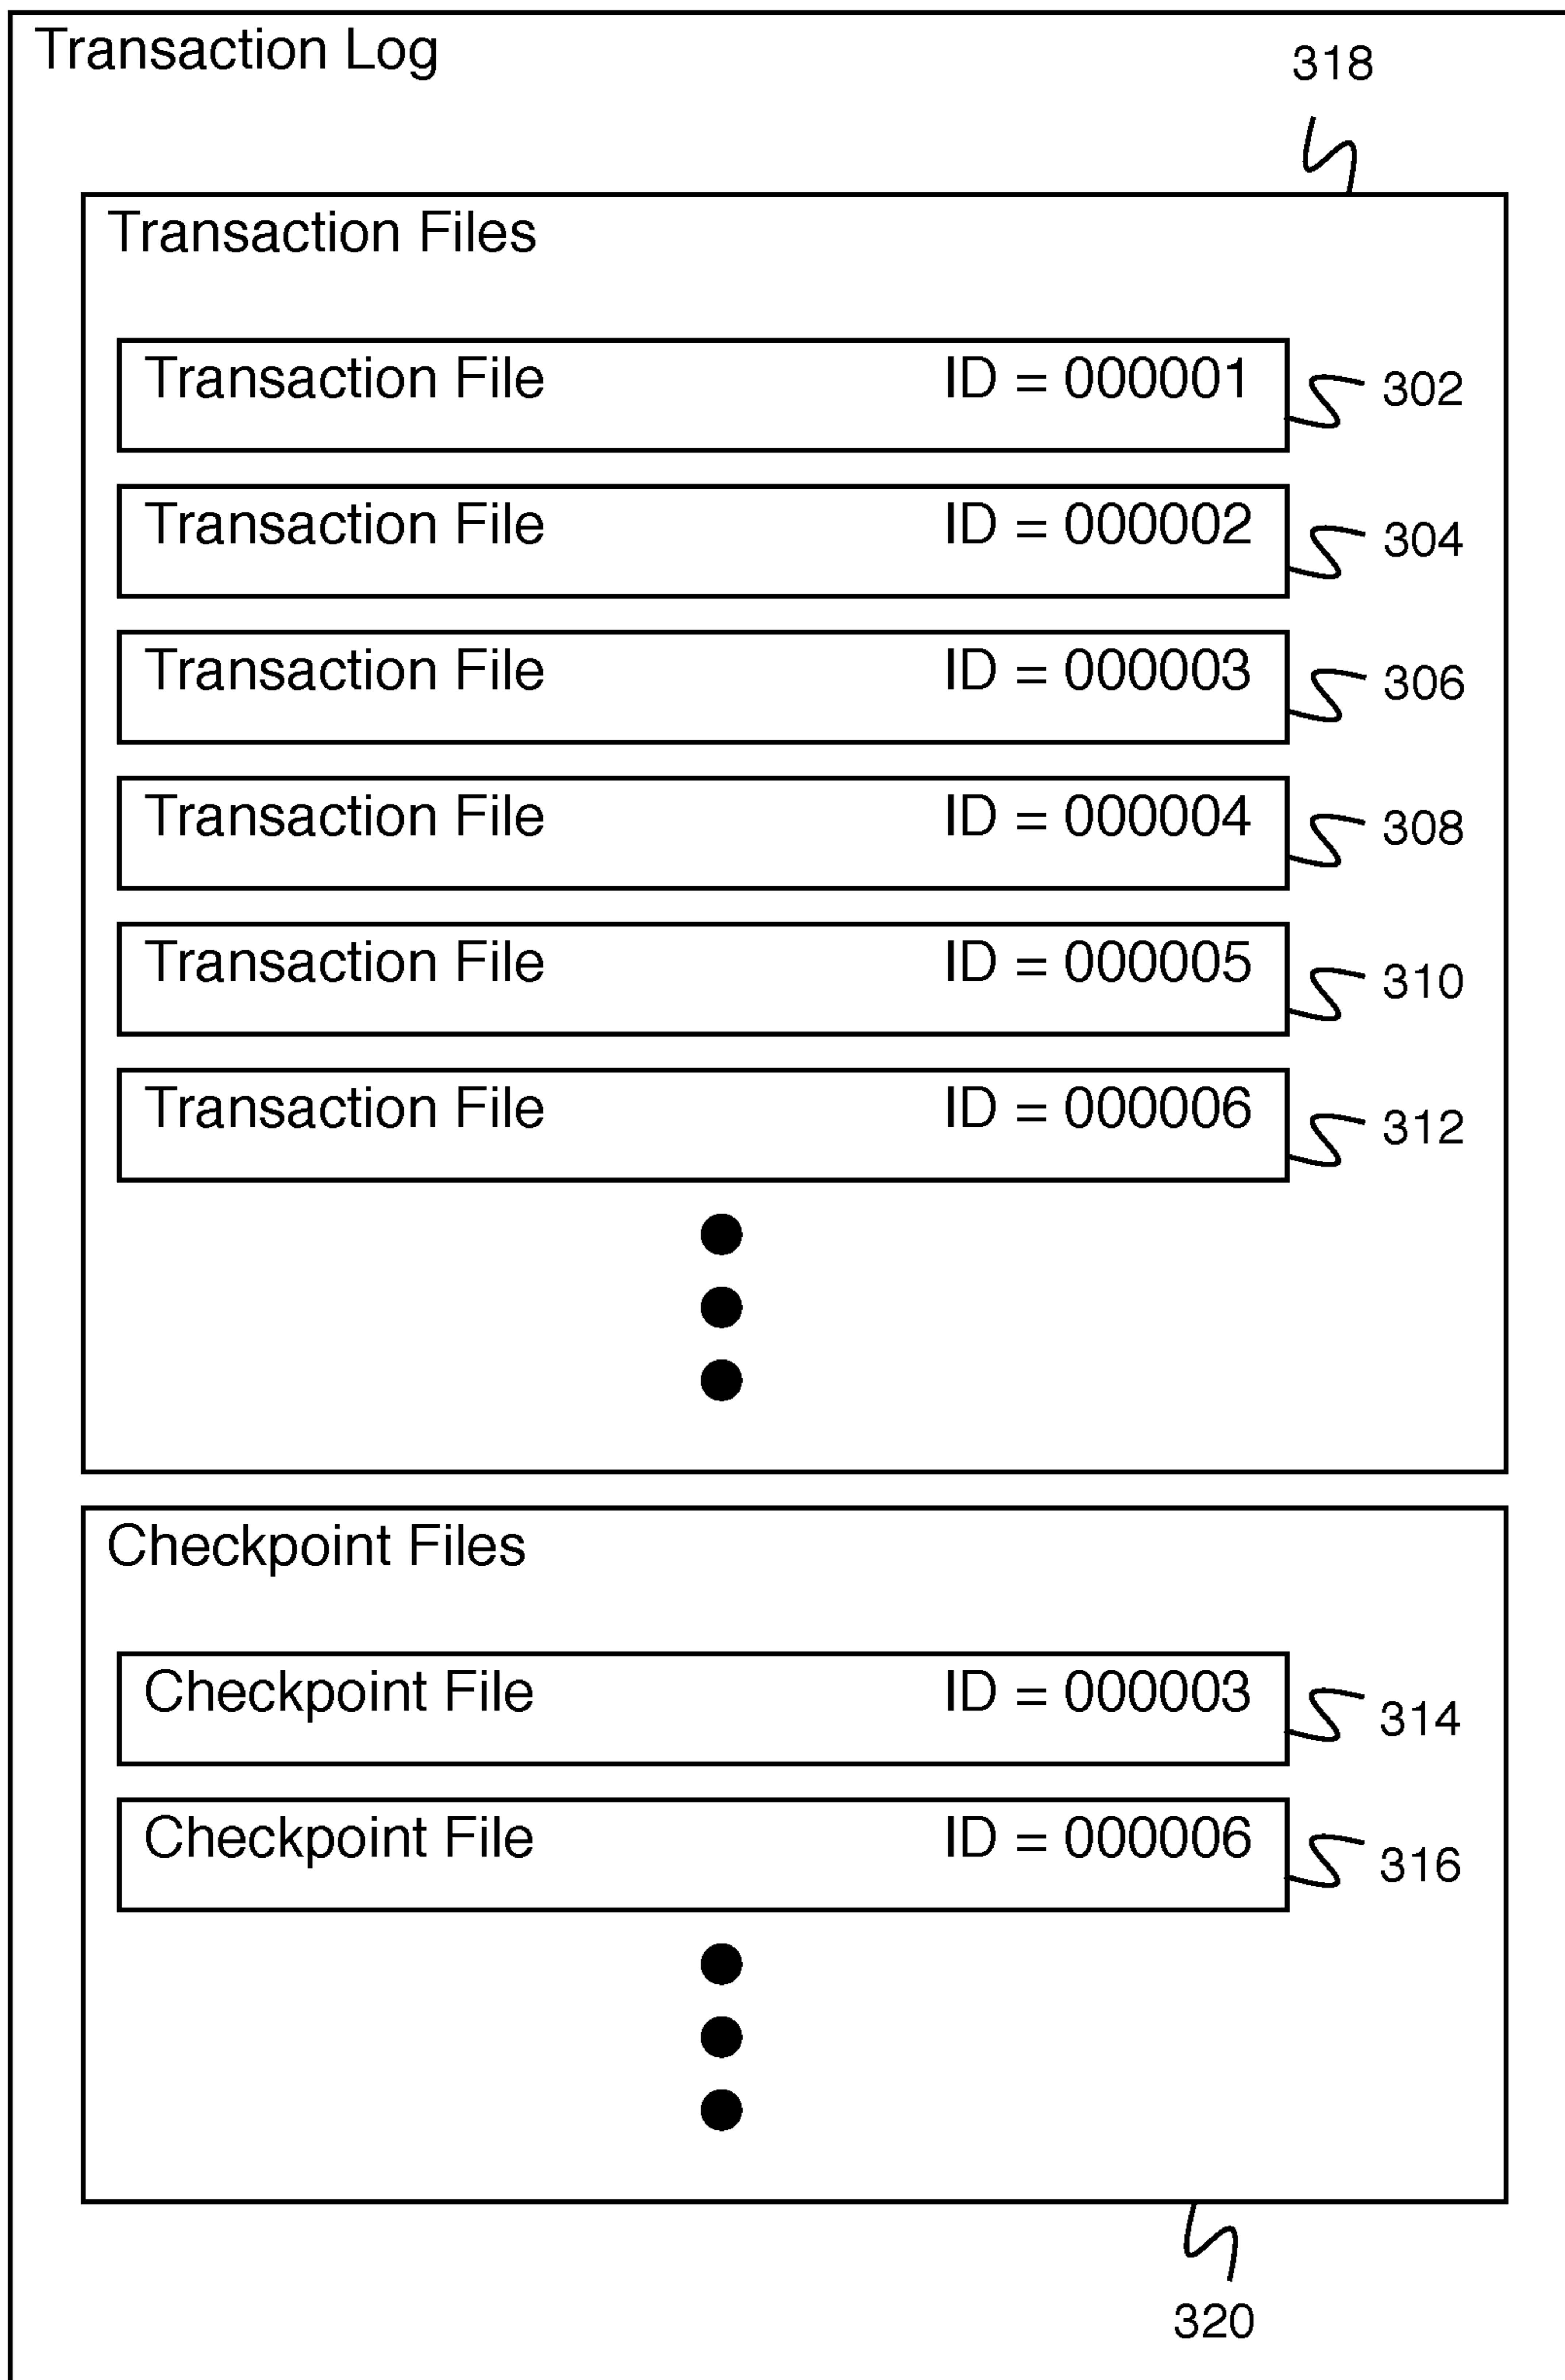 Transaction Log
318
Transaction Files
Transaction File ID = 000001 302
Transaction File ID = 000002 304
Transaction File ID = 000003 306
Transaction File ID = 000004 308
Transaction File ID = 000005 310
Transaction File ID = 000006 312
Checkpoint Files
Checkpoint File ID = 000003 314
Checkpoint File ID = 000006 316
320